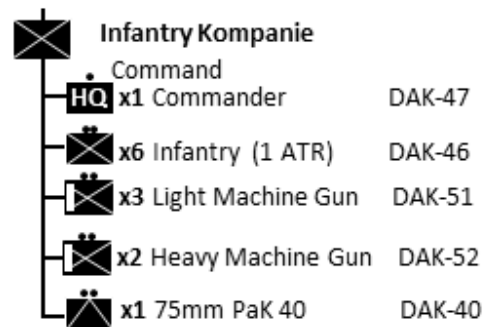 Infantry Kompanie
Command
HQ x1 Commander DAK-47
x6 Infantry (1 ATR) DAK-46
x3 Light Machine Gun DAK-51
x2 Heavy Machine Gun DAK-52
x1 75mm PaK 40 DAK-40